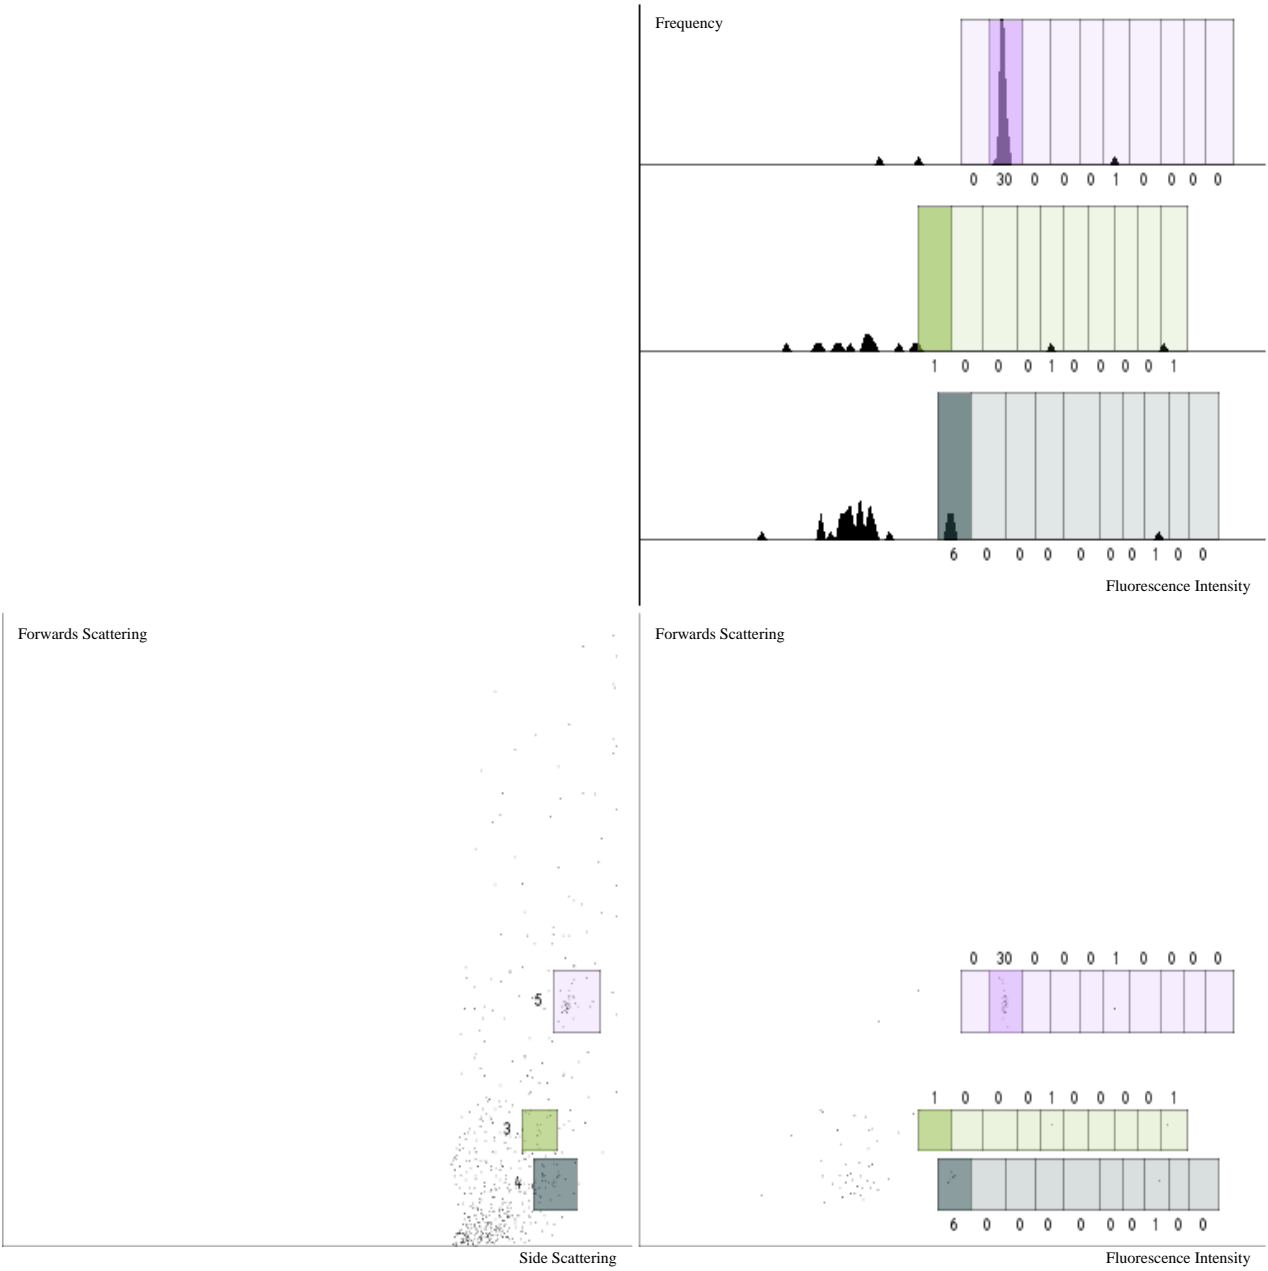 Frequency
0 30 0 0 0 1 0 0 0 0
1 0 0 0 1 0 0 0 0 1
6 0 0 0 0 0 0 1 0 0
Fluorescence Intensity
Forwards Scattering
5
3
4
Side Scattering
Forwards Scattering
0 30 0 0 0 1 0 0 0 0
1 0 0 0 1 0 0 0 0 1
6 0 0 0 0 0 0 1 0 0
Fluorescence Intensity